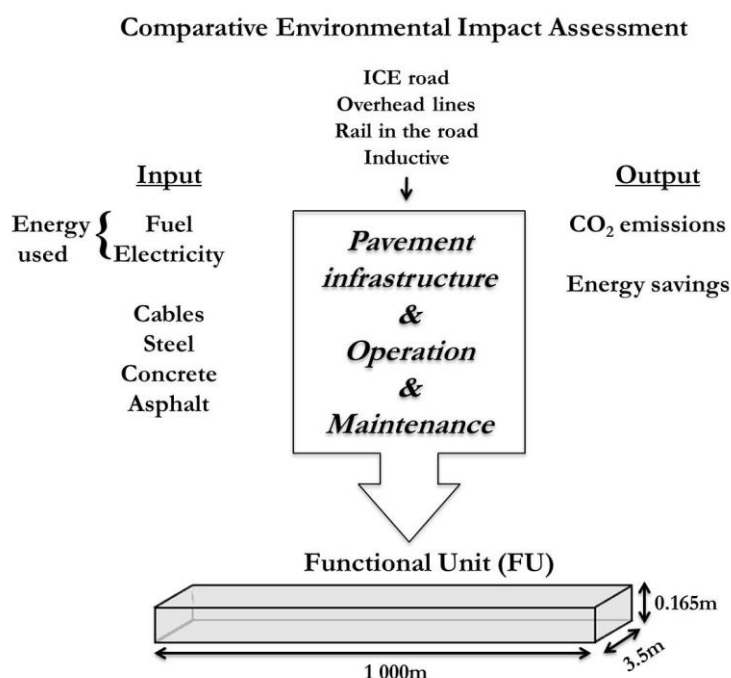 Comparative Environmental Impact Assessment
ICE road
Overhead lines
Rail in the road
Inductive
Input
Energy used
{
Fuel
Electricity
Cables
Steel
Concrete
Asphalt
Pavement
infrastructure
&
Operation
&
Maintenance
Output
CO₂ emissions
Energy savings
Functional Unit (FU)
0.165m
3.5m
1 000m